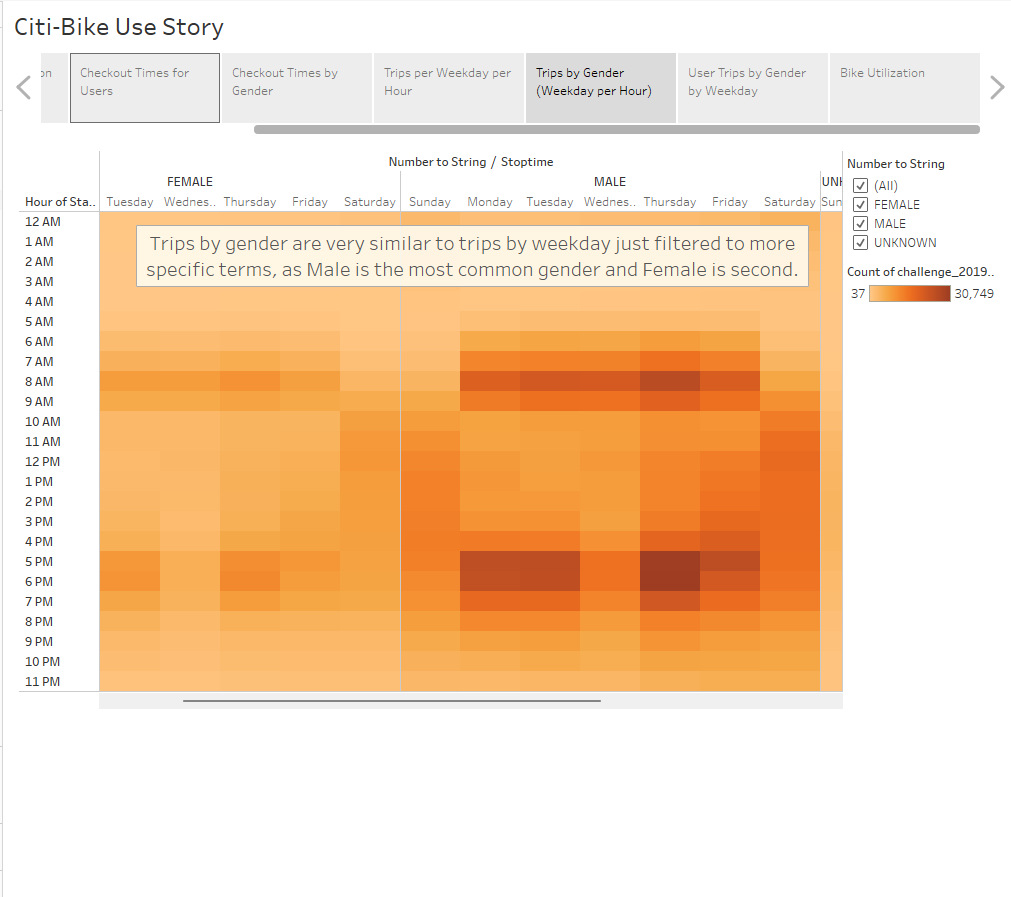 Citi-Bike Use Story
on
Checkout Times for
Users
Checkout Times by
Gender
Trips per Weekday per
Hour
Trips by Gender
(Weekday per Hour)
User Trips by Gender
by Weekday
Bike Utilization
Number to String / Stoptime
FEMALE MALE UNK
Hour of Sta.. Tuesday Wednes.. Thursday Friday Saturday Sunday Monday Tuesday Wednes.. Thursday Friday Saturday Sun
12 AM
1 AM
2 AM
3 AM
4 AM
5 AM
6 AM
7 AM
8 AM
9 AM
10 AM
11 AM
12 PM
1 PM
2 PM
3 PM
4 PM
5 PM
6 PM
7 PM
8 PM
9 PM
10 PM
11 PM
Trips by gender are very similar to trips by weekday just filtered to more
specific terms, as Male is the most common gender and Female is second.
Number to String
(All)
FEMALE
MALE
UNKNOWN
Count of challenge_2019..
37 30,749